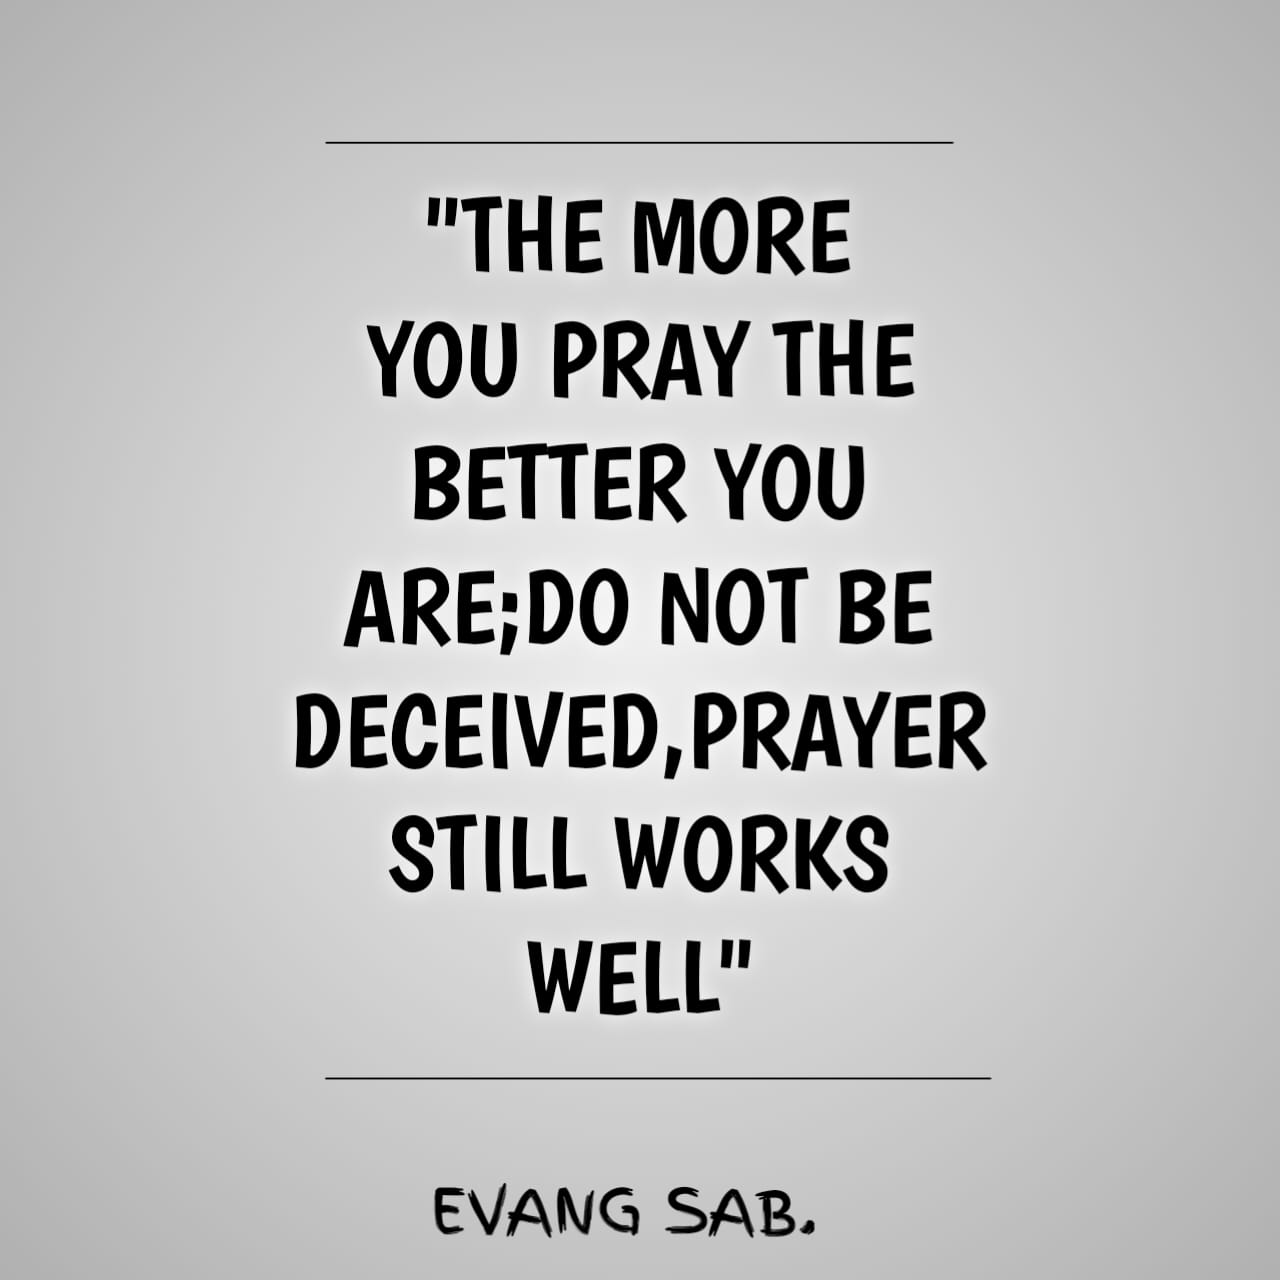 "THE MORE
YOU PRAY THE
BETTER YOU
ARE;DO NOT BE
DECEIVED,PRAYER
STILL WORKS
WELL"
EVANG SAB.